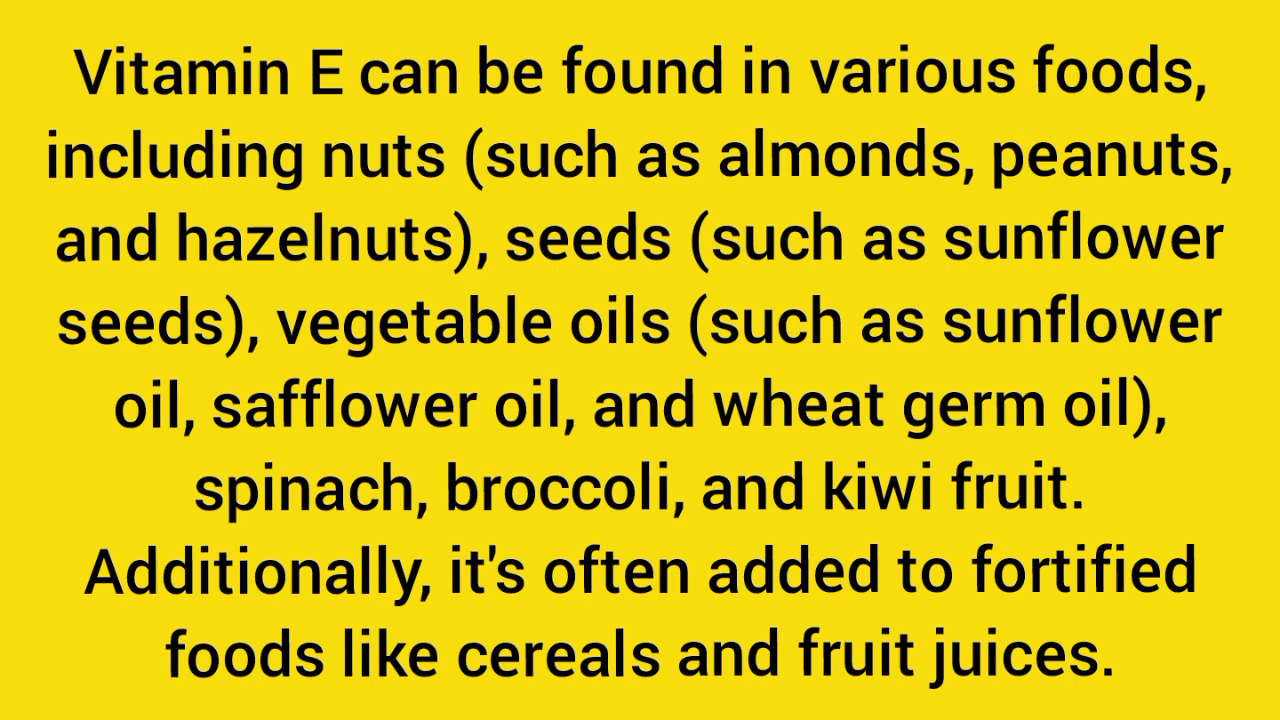 Vitamin E can be found in various foods,
including nuts (such as almonds, peanuts,
and hazelnuts), seeds (such as sunflower
seeds), vegetable oils (such as sunflower
oil, safflower oil, and wheat germ oil),
spinach, broccoli, and kiwi fruit.
Additionally, it's often added to fortified
foods like cereals and fruit juices.